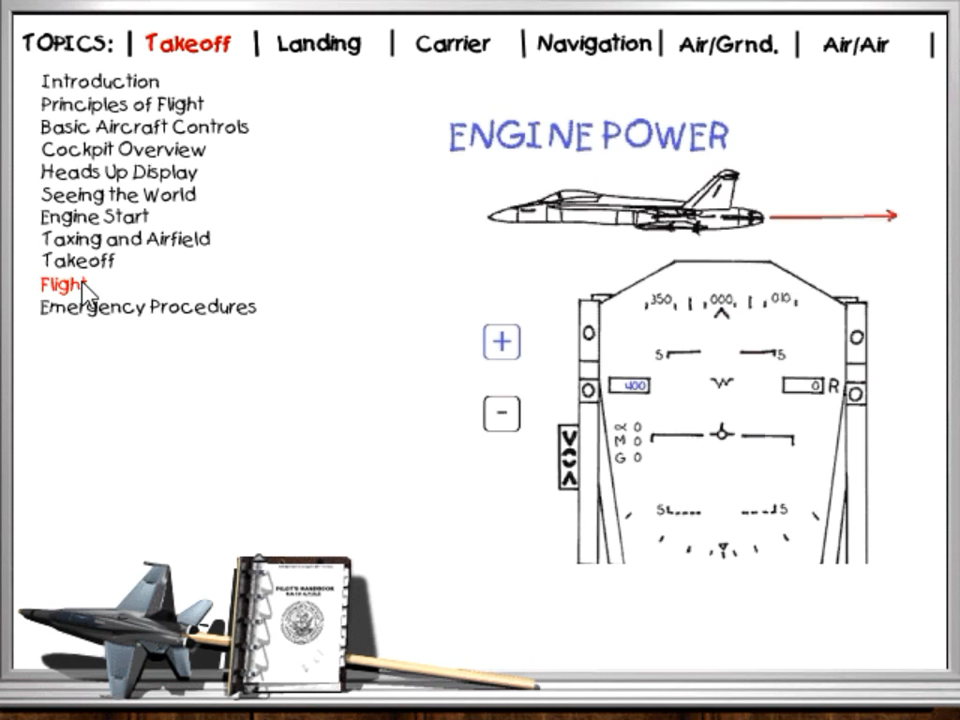 TOPICS: | Takeoff | Landing | Carrier | Navigation | Air/Grnd. | Air/Air |
Introduction
Principles of Flight
Basic Aircraft Controls
Cockpit Overview
Heads Up Display
Seeing the World
Engine Start
Taxing and Airfield
Takeoff
Flight
Emergency Procedures
ENGINE POWER
350 000 010
+
5 5
400 0 R
-
α 0
M 0
G 0
5 5
PILOT'S HANDBOOK